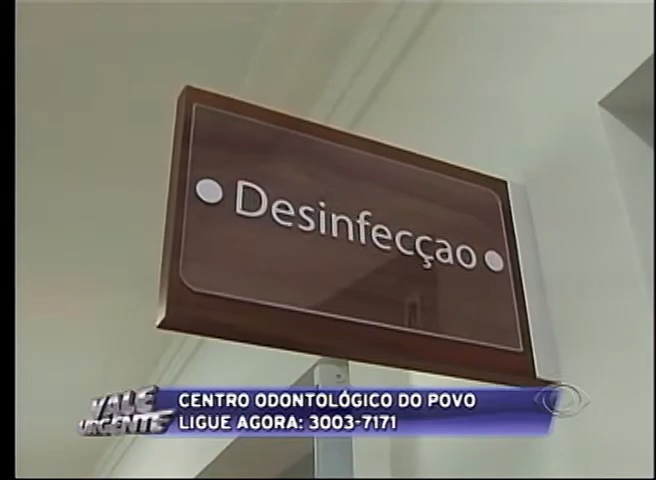 Desinfecçao
VALE
URGENTE
CENTRO ODONTOLÓGICO DO POVO
LIGUE AGORA: 3003-7171